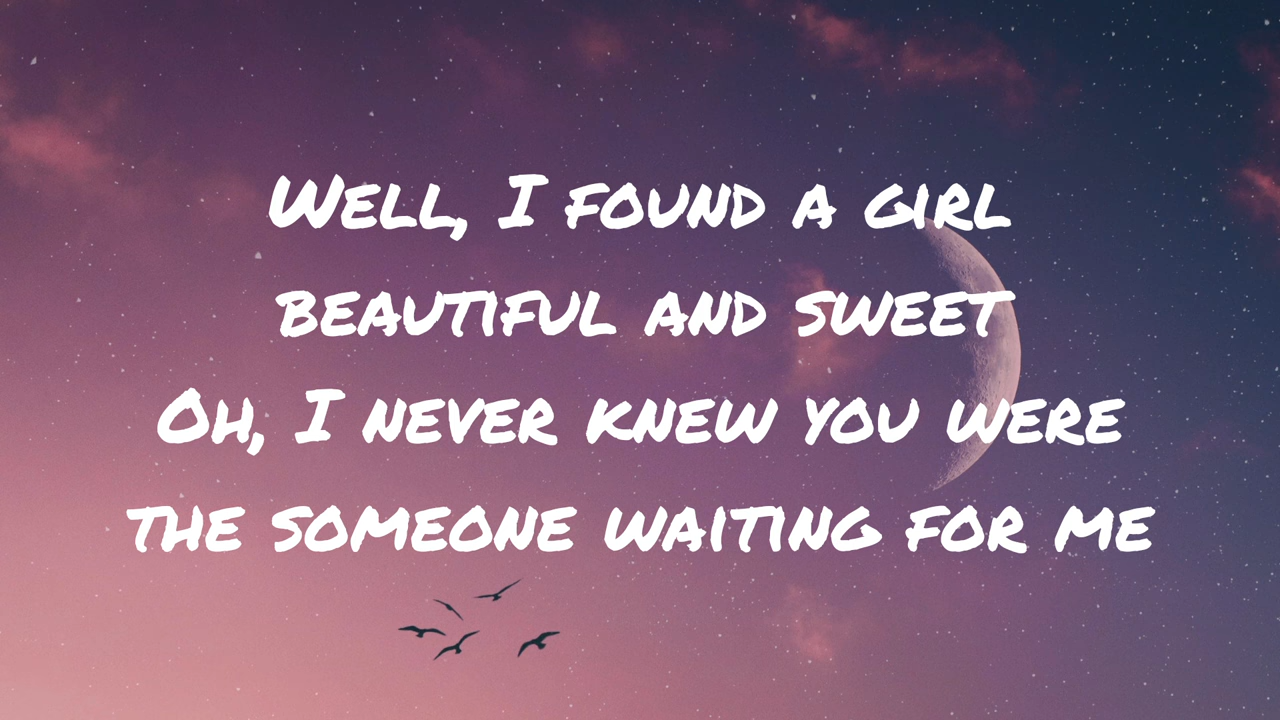 Well, I found a girl
beautiful and sweet
Oh, I never knew you were
the someone waiting for me